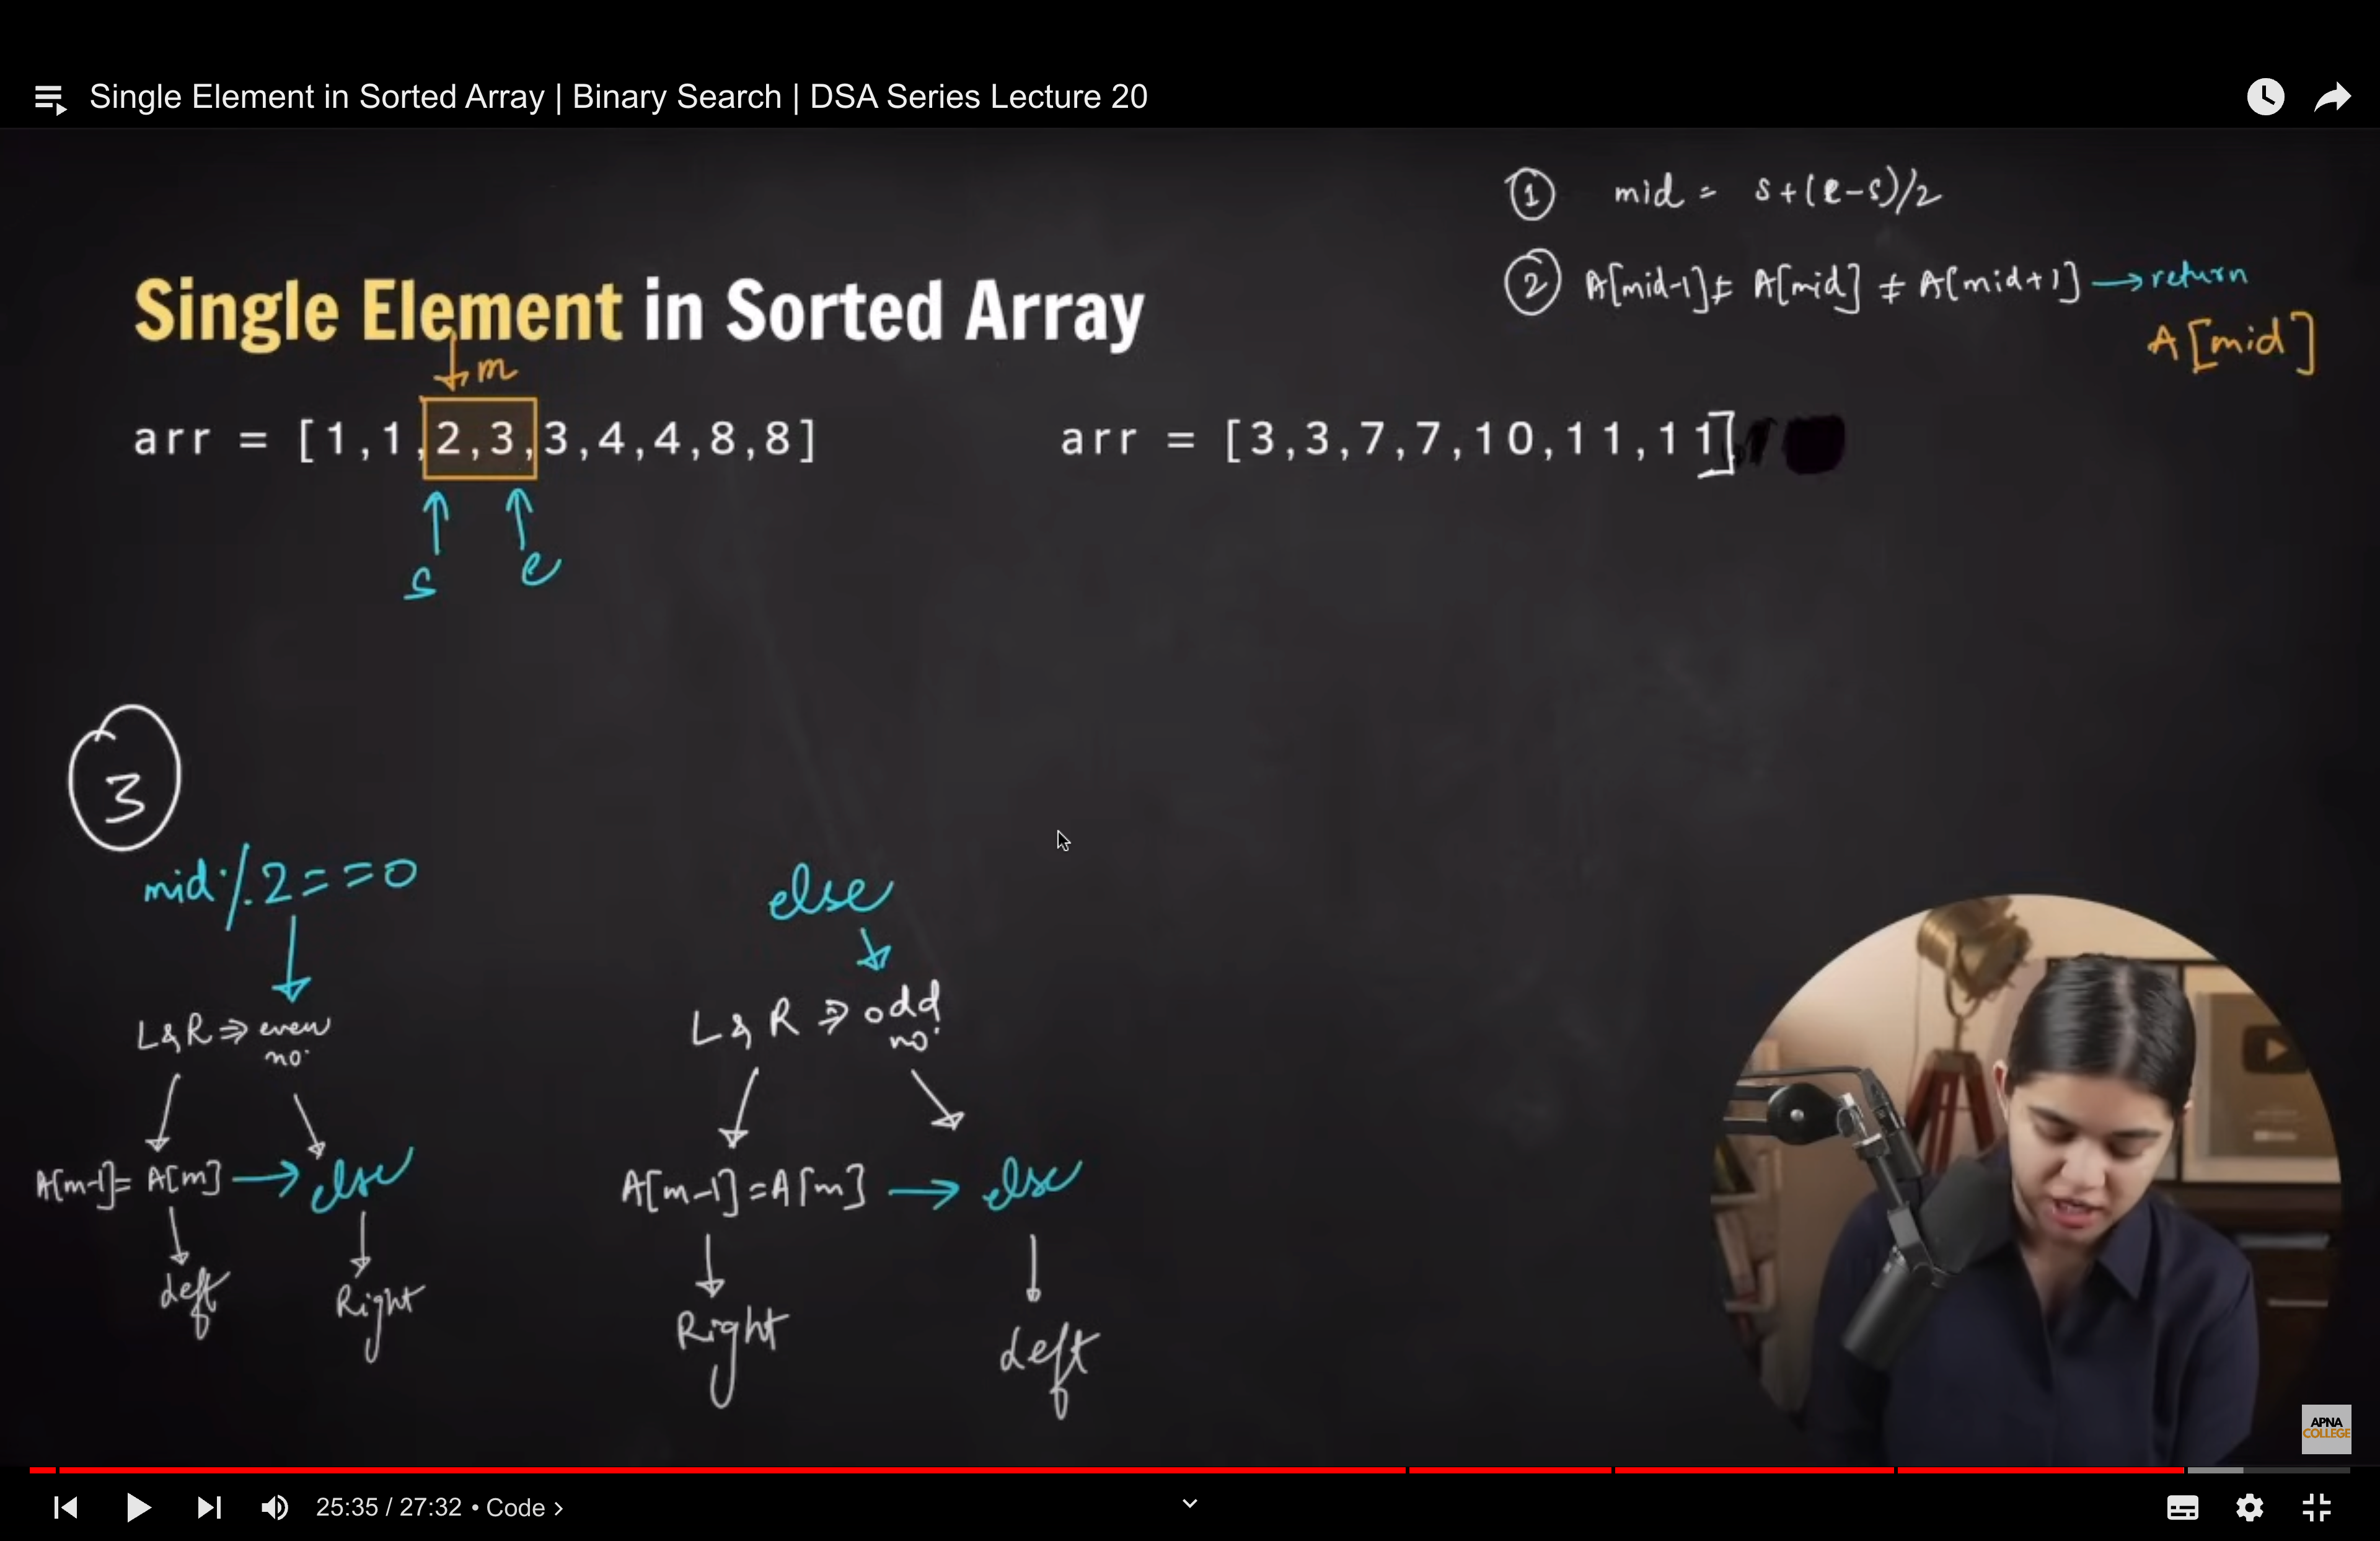 Single Element in Sorted Array | Binary Search | DSA Series Lecture 20
① mid = s+(e-s)/2
② A[mid-1]≠ A[mid] ≠ A[mid+1] → return
A[mid]
Single Element in Sorted Array
m
arr = [1,1,2,3,3,4,4,8,8]
arr = [3,3,7,7,10,11,11]
s
e
3
mid%2==0
else
L&R ⇒ even
no.
L & R ⇒ odd
no.
A[m-1]= A[m] → else
A[m-1]=A[m] → else
Left
Right
Right
Left
APNA
COLLEGE
25:35 / 27:32 • Code ›